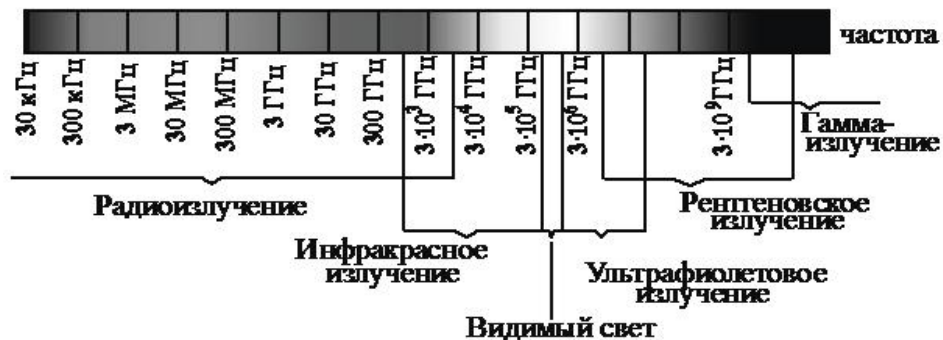 частота
30 кГц
300 кГц
3 МГц
30 МГц
300 МГц
3 ГГц
30 ГГц
300 ГГц
3·10³ ГГц
3·10⁴ ГГц
3·10⁵ ГГц
3·10⁶ ГГц
3·10⁹ ГГц
Гамма-
излучение
Радиоизлучение
Рентгеновское
излучение
Инфракрасное
излучение
Ультрафиолетовое
излучение
Видимый свет